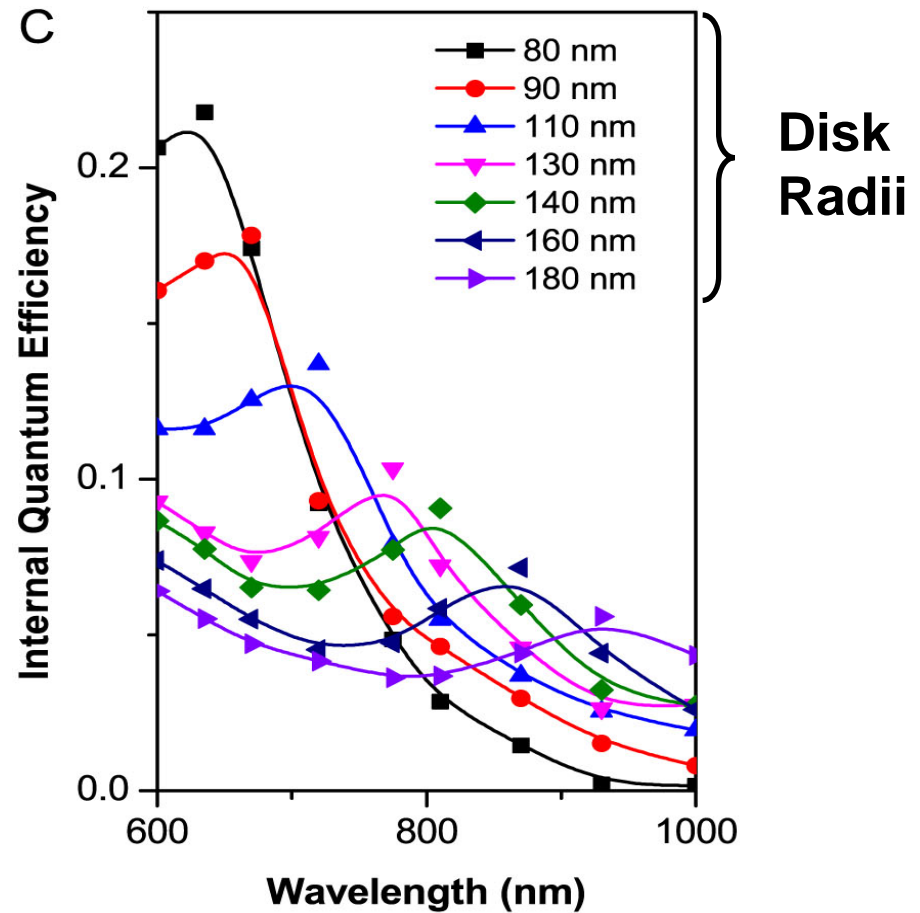 C
80 nm
90 nm
110 nm
130 nm
140 nm
160 nm
180 nm
Disk
Radii
Internal Quantum Efficiency
0.2
0.1
0.0
600
800
1000
Wavelength (nm)